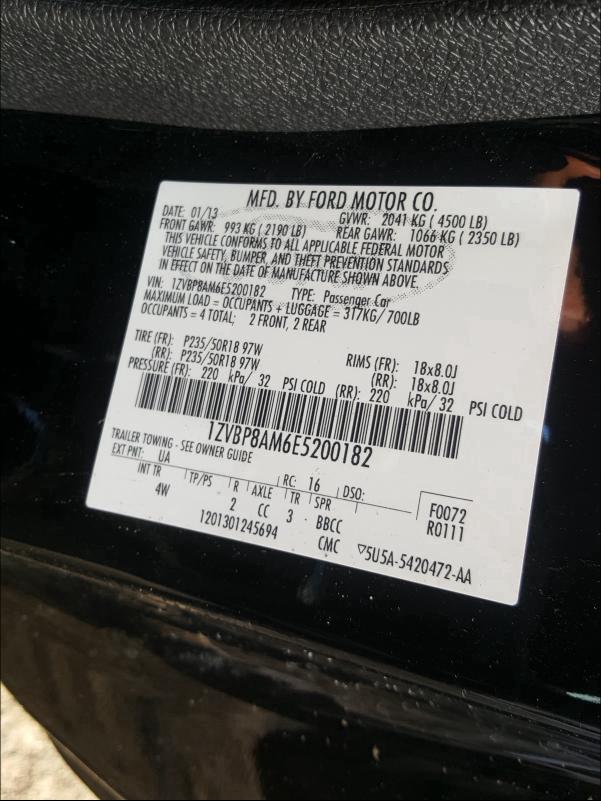 MFD. BY FORD MOTOR CO.
DATE: 01/13 GVWR: 2041 KG ( 4500 LB)
FRONT GAWR: 993 KG ( 2190 LB) REAR GAWR: 1066 KG ( 2350 LB)
THIS VEHICLE CONFORMS TO ALL APPLICABLE FEDERAL MOTOR
VEHICLE SAFETY, BUMPER, AND THEFT PREVENTION STANDARDS
IN EFFECT ON THE DATE OF MANUFACTURE SHOWN ABOVE.
VIN: 1ZVBP8AM6E5200182 TYPE: Passenger Car
MAXIMUM LOAD = OCCUPANTS + LUGGAGE = 317KG/700LB
OCCUPANTS = 4 TOTAL; 2 FRONT, 2 REAR
TIRE (FR): P235/50R18 97W RIMS (FR): 18x8.0J
(RR): P235/50R18 97W (RR): 18x8.0J
PRESSURE (FR): 220 kPa/ 32 PSI COLD (RR): 220 kPa/ 32 PSI COLD
1ZVBP8AM6E5200182
TRAILER TOWING - SEE OWNER GUIDE
EXT PNT: UA RC: 16 DSO: F0072
INT TR TP/PS R AXLE TR SPR R0111
4W 2 CC 3 BBCC
1201301245694 CMC ▽5U5A-5420472-AA